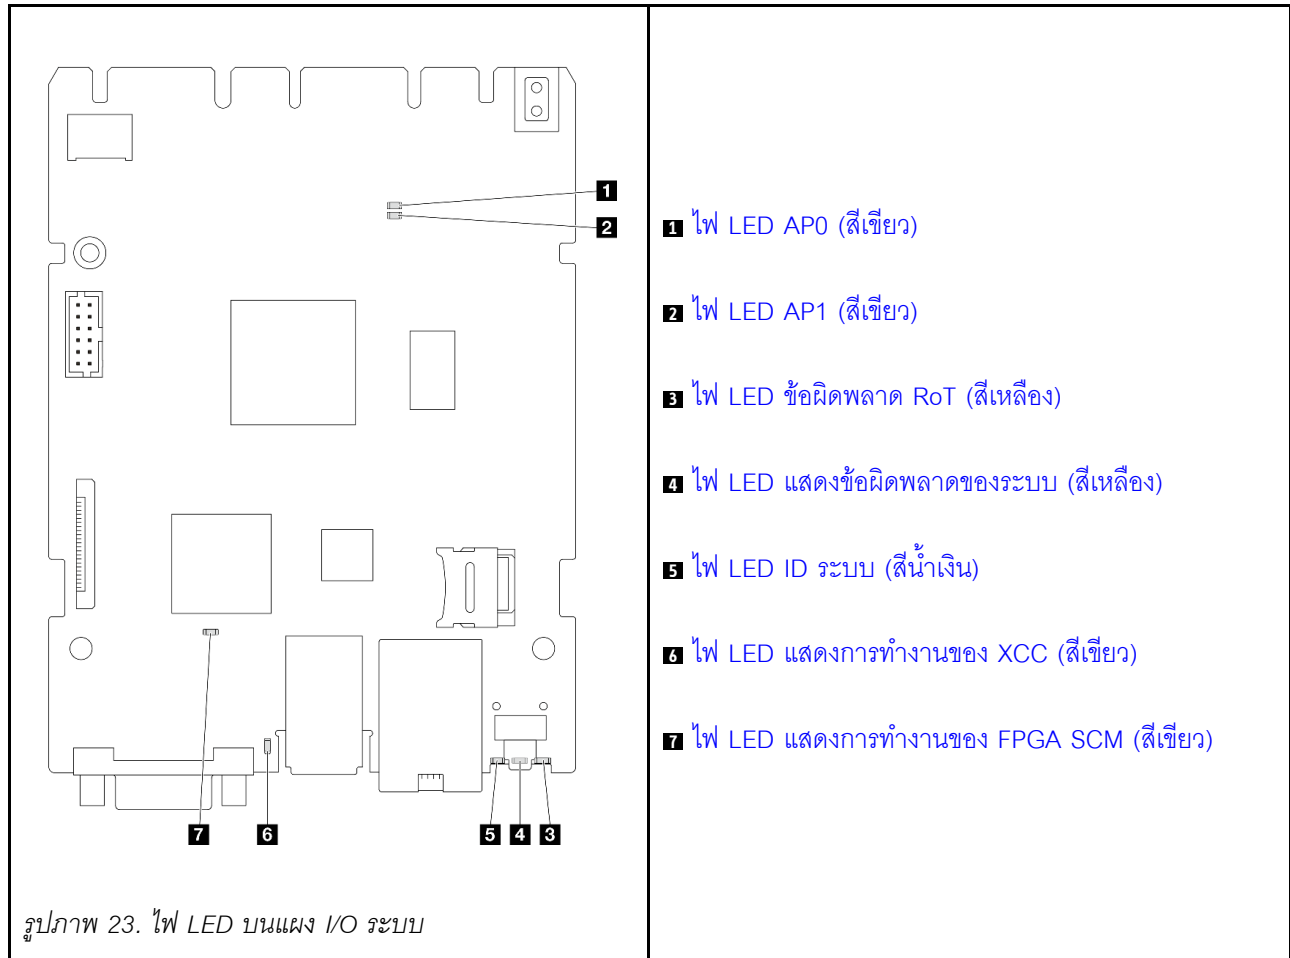 1
2
7
6
5
4
3
รูปภาพ 23. ไฟ LED บนแผง I/O ระบบ
1 ไฟ LED AP0 (สีเขียว)
2 ไฟ LED AP1 (สีเขียว)
3 ไฟ LED ข้อผิดพลาด RoT (สีเหลือง)
4 ไฟ LED แสดงข้อผิดพลาดของระบบ (สีเหลือง)
5 ไฟ LED ID ระบบ (สีน้ำเงิน)
6 ไฟ LED แสดงการทำงานของ XCC (สีเขียว)
7 ไฟ LED แสดงการทำงานของ FPGA SCM (สีเขียว)